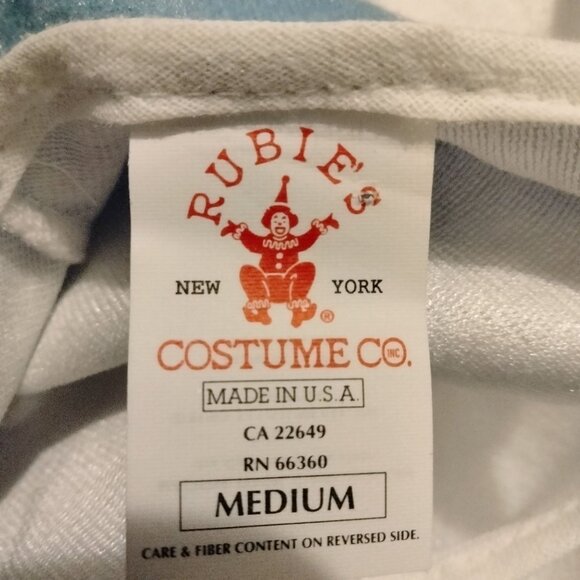 RUBIE'S
NEW YORK
®
COSTUME CO. INC.
MADE IN U.S.A.
CA 22649
RN 66360
MEDIUM
CARE & FIBER CONTENT ON REVERSED SIDE.